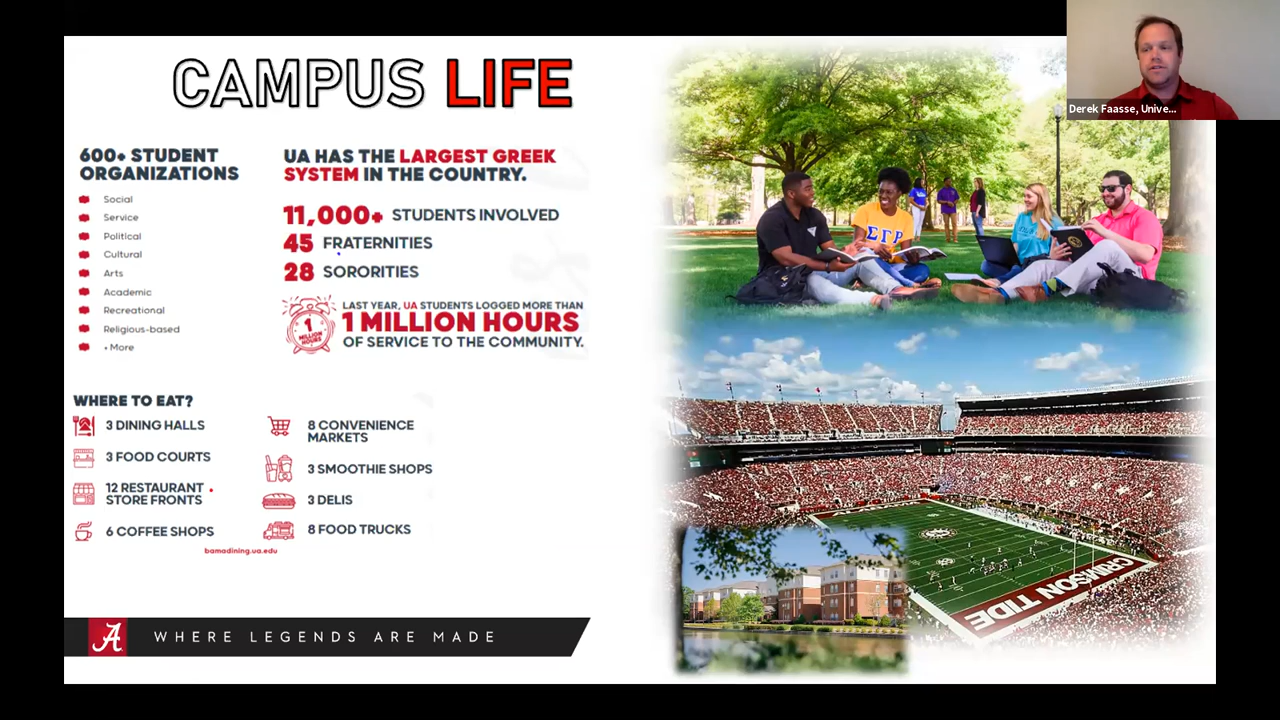 CAMPUS LIFE
Derek Faasse, Unive...
600+ STUDENT
ORGANIZATIONS
Social
Service
Political
Cultural
Arts
Academic
Recreational
Religious-based
+ More
UA HAS THE LARGEST GREEK
SYSTEM IN THE COUNTRY.
11,000+ STUDENTS INVOLVED
45 FRATERNITIES
28 SORORITIES
1
MILLION
HOURS
LAST YEAR, UA STUDENTS LOGGED MORE THAN
1 MILLION HOURS
OF SERVICE TO THE COMMUNITY.
WHERE TO EAT?
3 DINING HALLS
3 FOOD COURTS
12 RESTAURANT
STORE FRONTS
6 COFFEE SHOPS
8 CONVENIENCE
MARKETS
3 SMOOTHIE SHOPS
3 DELIS
8 FOOD TRUCKS
bamadining.ua.edu
A WHERE LEGENDS ARE MADE
ΣΓΡ
CRIMSON TIDE